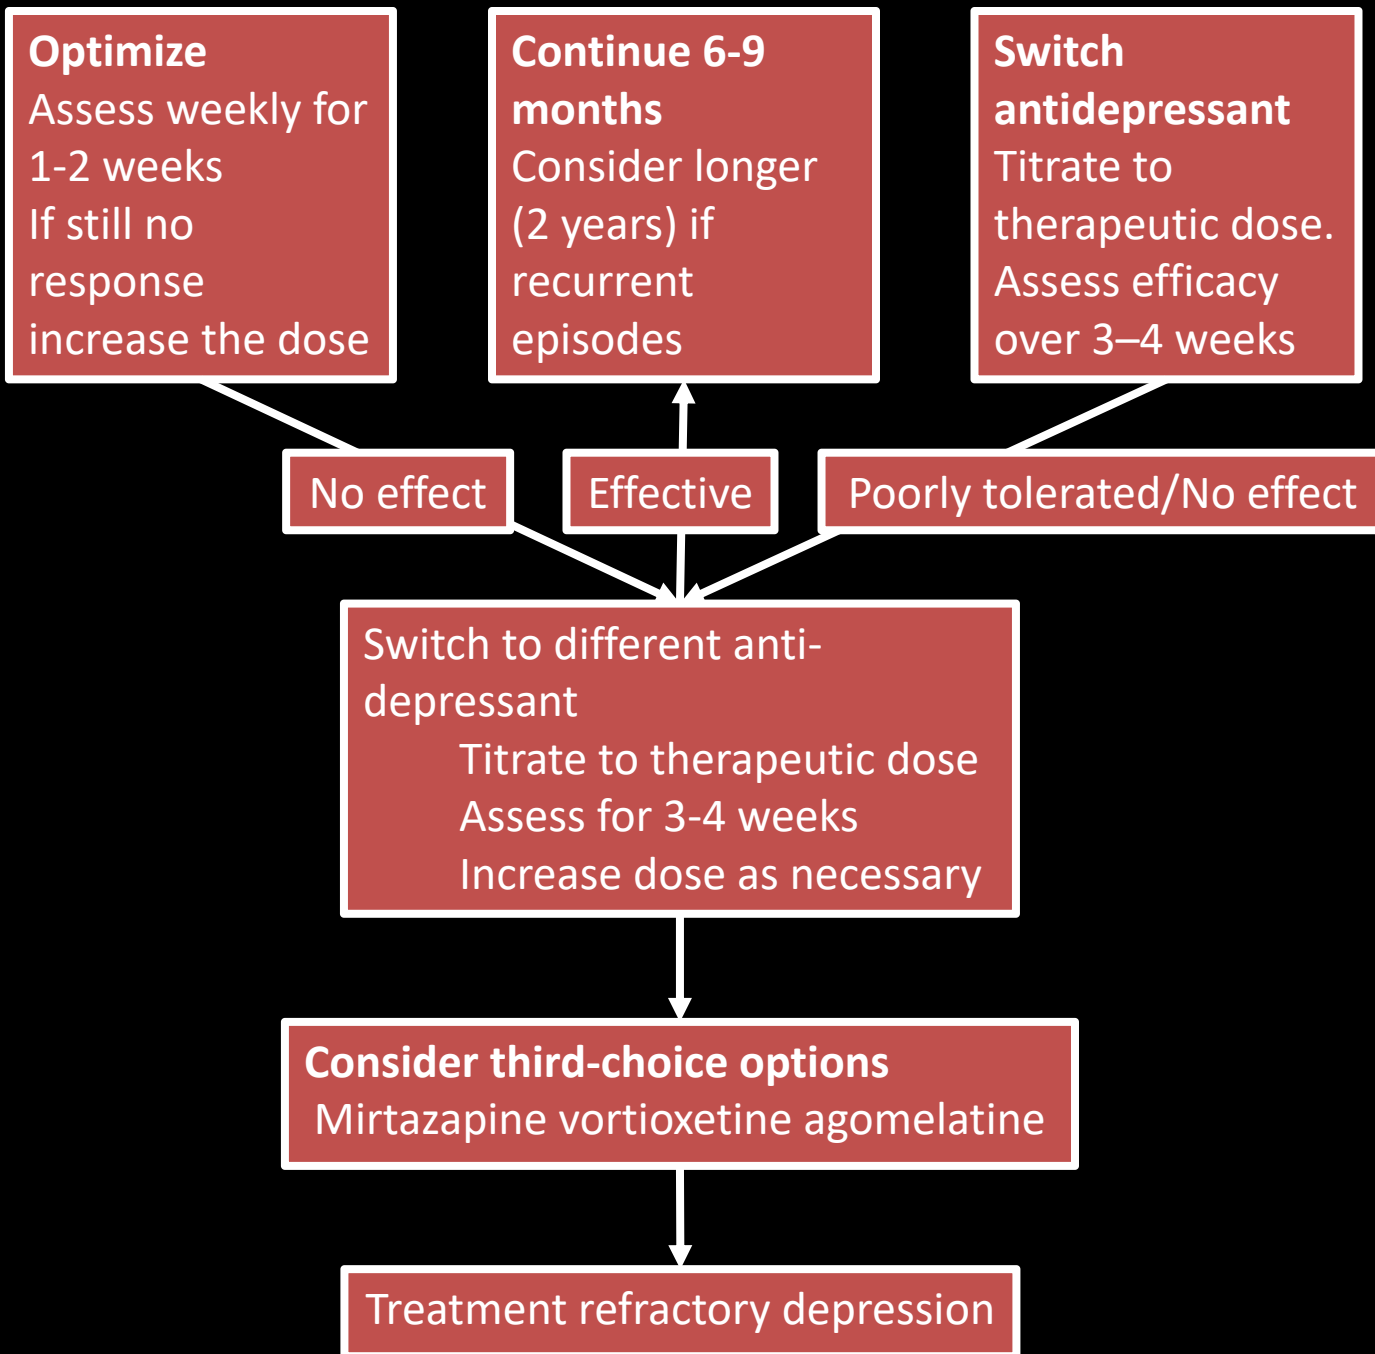 Optimize
Assess weekly for
1-2 weeks
If still no
response
increase the dose
Continue 6-9
months
Consider longer
(2 years) if
recurrent
episodes
Switch
antidepressant
Titrate to
therapeutic dose.
Assess efficacy
over 3–4 weeks
No effect
Effective
Poorly tolerated/No effect
Switch to different anti-
depressant
Titrate to therapeutic dose
Assess for 3-4 weeks
Increase dose as necessary
Consider third-choice options
Mirtazapine vortioxetine agomelatine
Treatment refractory depression